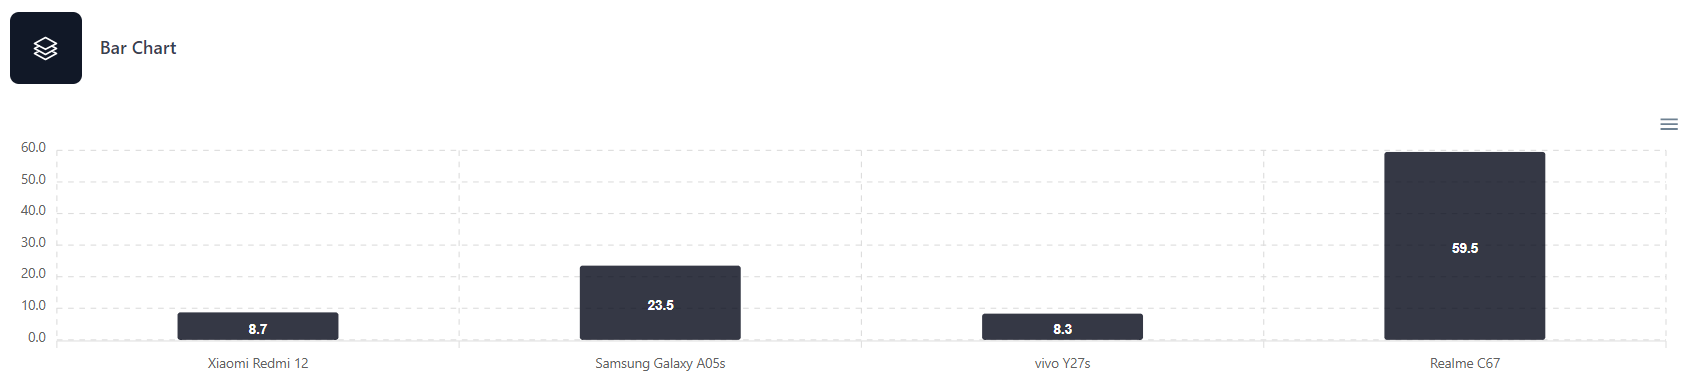 Bar Chart
60.0
50.0
40.0
30.0
20.0
10.0
0.0
8.7
23.5
8.3
59.5
Xiaomi Redmi 12
Samsung Galaxy A05s
vivo Y27s
Realme C67